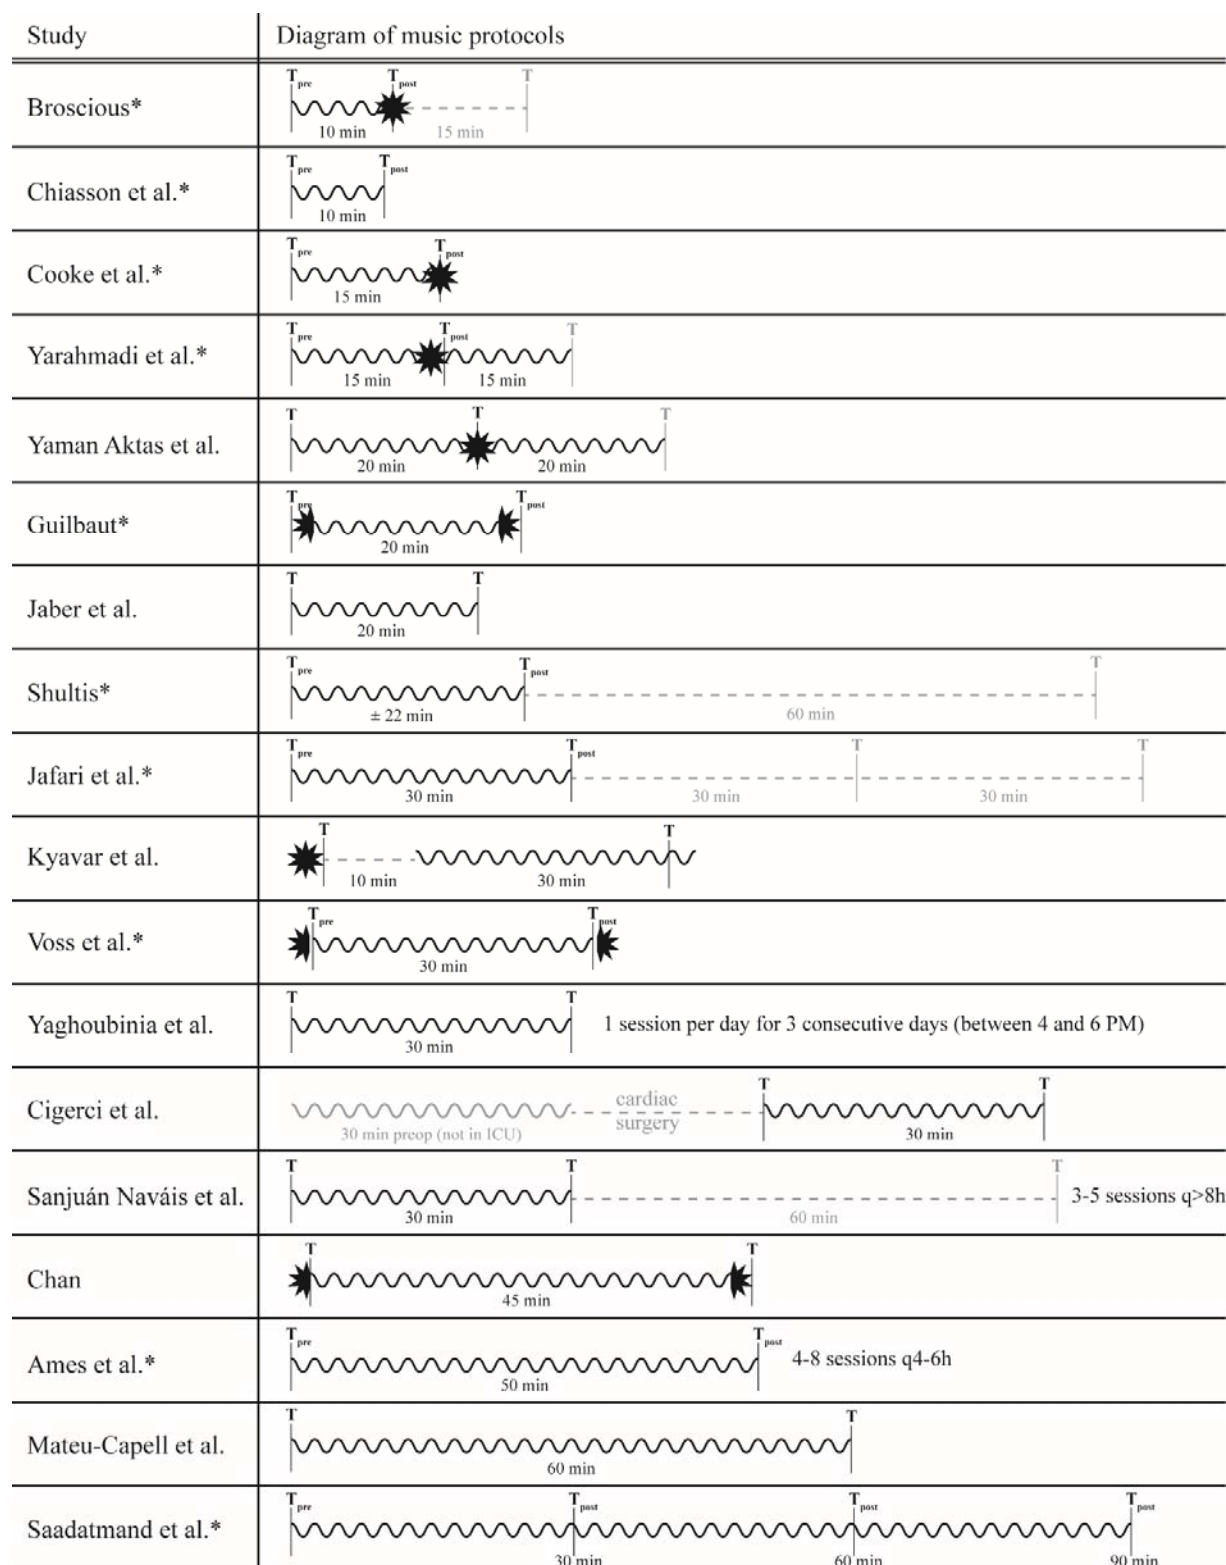 Study Diagram of music protocols
Broscious*
T pre T post T
10 min 15 min
Chiasson et al.*
T pre T post
10 min
Cooke et al.*
T pre T post
15 min
Yarahmadi et al.*
T pre T post T
15 min 15 min
Yaman Aktas et al.
T T T
20 min 20 min
Guilbaut*
T pre T post
20 min
Jaber et al.
T T
20 min
Shultis*
T pre T post T
± 22 min 60 min
Jafari et al.*
T pre T post T T
30 min 30 min 30 min
Kyavar et al.
T T
10 min 30 min
Voss et al.*
T pre T post
30 min
Yaghoubinia et al.
T T
1 session per day for 3 consecutive days (between 4 and 6 PM)
30 min
Cigerci et al.
T T
cardiac
surgery
30 min preop (not in ICU) 30 min
Sanjuán Naváis et al.
T T T
3-5 sessions q>8h
30 min 60 min
Chan
T T
45 min
Ames et al.*
T pre T post
4-8 sessions q4-6h
50 min
Mateu-Capell et al.
T T
60 min
Saadatmand et al.*
T pre T post T post T post
30 min 60 min 90 min